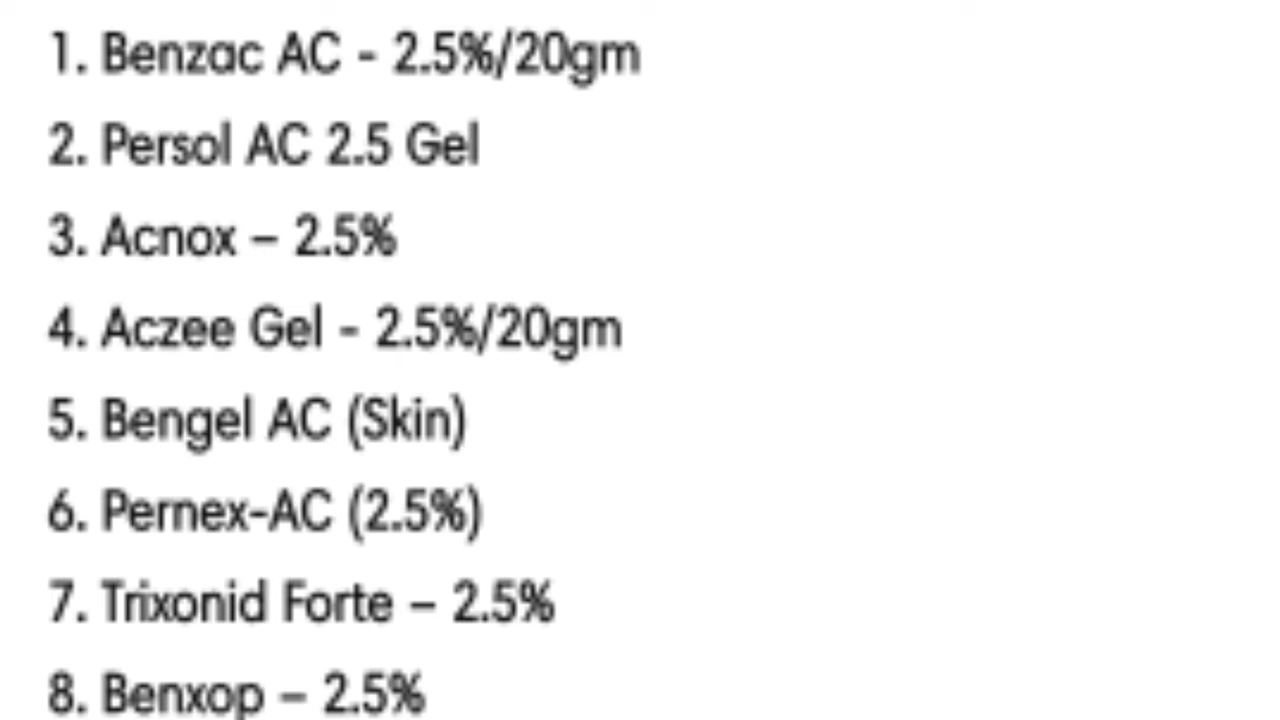 1. Benzac AC - 2.5%/20gm
2. Persol AC 2.5 Gel
3. Acnox – 2.5%
4. Aczee Gel - 2.5%/20gm
5. Bengel AC (Skin)
6. Pernex-AC (2.5%)
7. Trixonid Forte – 2.5%
8. Benxop – 2.5%